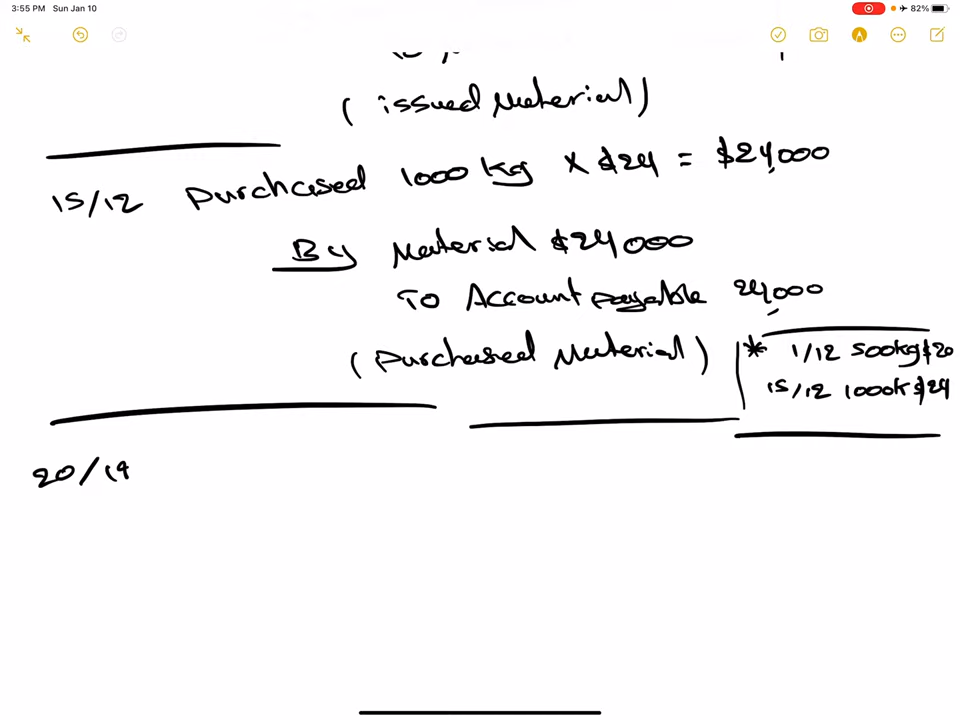 3:55 PM Sun Jan 10
82%
( issued Material )
15/12 Purchased 1000 kg x $24 = $24,000
By Material $24000
To Account payable 24,000
( Purchased Material )
* 1/12 500kg $20
15/12 1000k $24
20/19